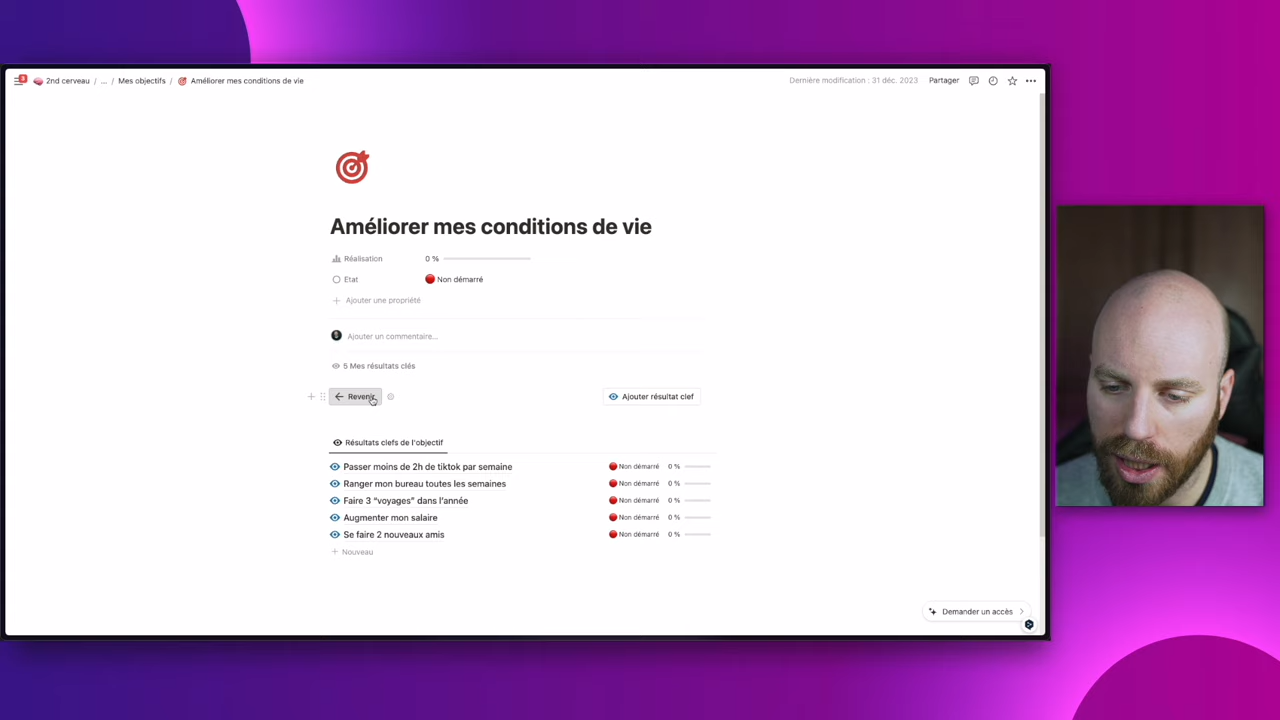 3
2nd cerveau / ... / Mes objectifs / Améliorer mes conditions de vie
Dernière modification : 31 déc. 2023 Partager
Améliorer mes conditions de vie
Réalisation 0 %
Etat Non démarré
Ajouter une propriété
Ajouter un commentaire...
5 Mes résultats clés
Revenir Ajouter résultat clef
Résultats clefs de l'objectif
Passer moins de 2h de tiktok par semaine Non démarré 0 %
Ranger mon bureau toutes les semaines Non démarré 0 %
Faire 3 “voyages” dans l'année Non démarré 0 %
Augmenter mon salaire Non démarré 0 %
Se faire 2 nouveaux amis Non démarré 0 %
Nouveau
Demander un accès